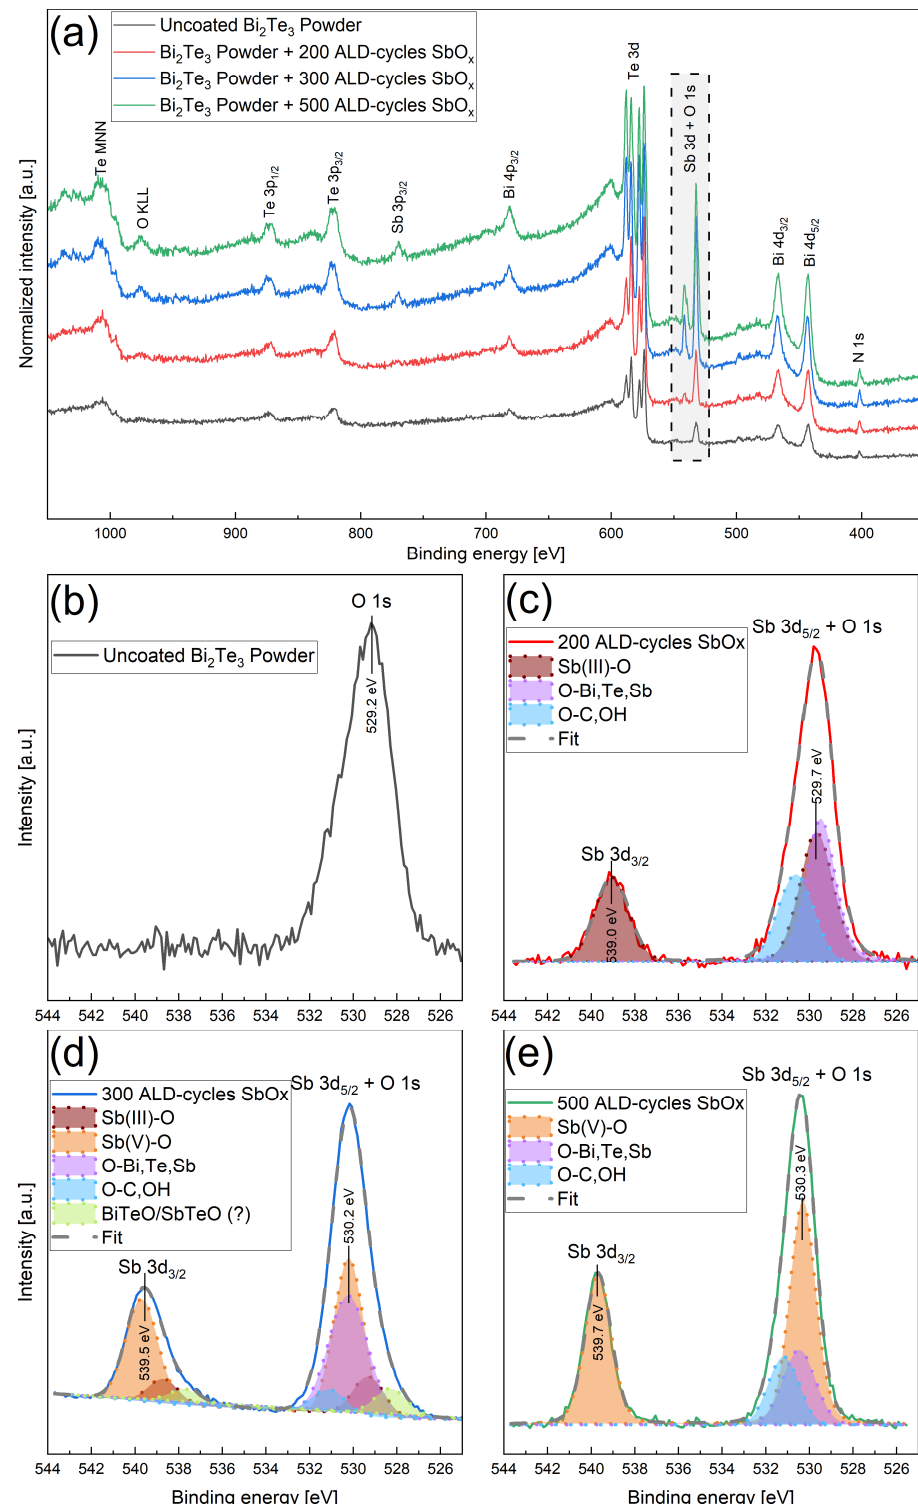 (a)
Uncoated Bi₂Te₃ Powder
Bi₂Te₃ Powder + 200 ALD-cycles SbOₓ
Bi₂Te₃ Powder + 300 ALD-cycles SbOₓ
Bi₂Te₃ Powder + 500 ALD-cycles SbOₓ
Te MNN
O KLL
Te 3p₁/₂
Te 3p₃/₂
Sb 3p₃/₂
Bi 4p₃/₂
Te 3d
Sb 3d + O 1s
Bi 4d₃/₂
Bi 4d₅/₂
N 1s
Normalized intensity [a.u.]
1000 900 800 700 600 500 400
Binding energy [eV]
(b)
O 1s
Uncoated Bi₂Te₃ Powder
529.2 eV
Intensity [a.u.]
544 542 540 538 536 534 532 530 528 526
(c)
Sb 3d₅/₂ + O 1s
200 ALD-cycles SbOx
Sb(III)-O
O-Bi,Te,Sb
O-C,OH
Fit
529.7 eV
Sb 3d₃/₂
539.0 eV
544 542 540 538 536 534 532 530 528 526
(d)
Sb 3d₅/₂ + O 1s
300 ALD-cycles SbOx
Sb(III)-O
Sb(V)-O
O-Bi,Te,Sb
O-C,OH
BiTeO/SbTeO (?)
Fit
530.2 eV
Sb 3d₃/₂
539.5 eV
Intensity [a.u.]
544 542 540 538 536 534 532 530 528 526
Binding energy [eV]
(e)
Sb 3d₅/₂ + O 1s
500 ALD-cycles SbOx
Sb(V)-O
O-Bi,Te,Sb
O-C,OH
Fit
530.3 eV
Sb 3d₃/₂
539.7 eV
544 542 540 538 536 534 532 530 528 526
Binding energy [eV]